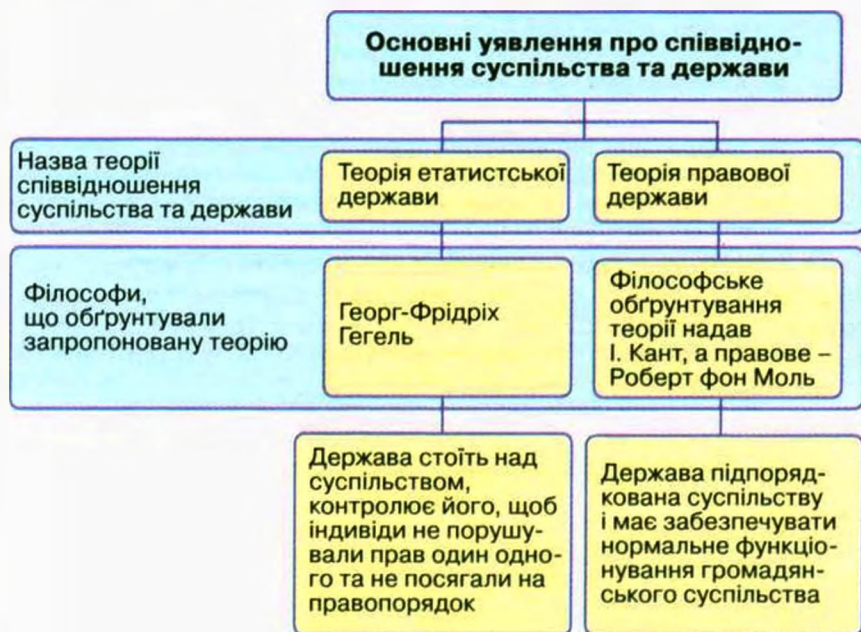 Основні уявлення про співвідно-
шення суспільства та держави
Назва теорії
співвідношення
суспільства та держави
Теорія етатистської
держави
Теорія правової
держави
Філософи,
що обґрунтували
запропоновану теорію
Георг-Фрідріх
Гегель
Філософське
обґрунтування
теорії надав
І. Кант, а правове –
Роберт фон Моль
Держава стоїть над
суспільством,
контролює його, щоб
індивіди не порушу-
вали прав один одно-
го та не посягали на
правопорядок
Держава підпоряд-
кована суспільству
і має забезпечувати
нормальне функціо-
нування громадян-
ського суспільства